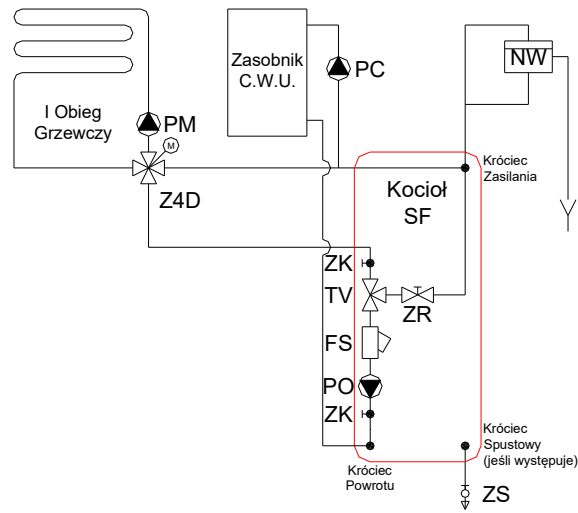 Zasobnik
C.W.U.
NW
PC
I Obieg
Grzewczy
PM
M
Z4D
Króciec
Zasilania
Kocioł
SF
ZK
TV
ZR
FS
PO
ZK
Króciec
Spustowy
(jeśli występuje)
Króciec
Powrotu
ZS